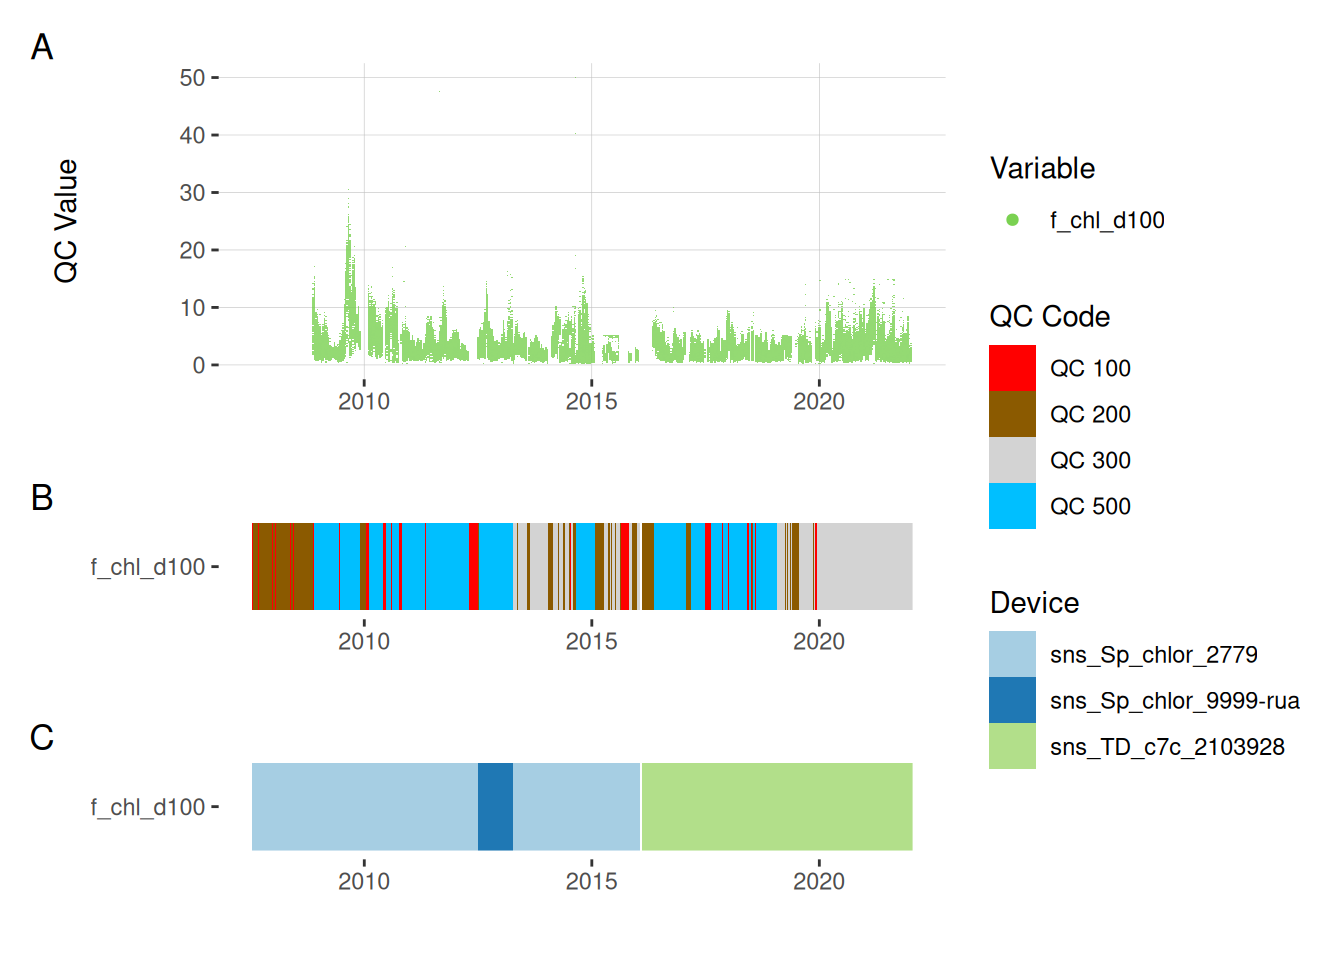 A
QC Value
50
40
30
20
10
0
2010 2015 2020
Variable
f_chl_d100
QC Code
QC 100
QC 200
QC 300
QC 500
B
f_chl_d100
2010 2015 2020
Device
sns_Sp_chlor_2779
sns_Sp_chlor_9999-rua
sns_TD_c7c_2103928
C
f_chl_d100
2010 2015 2020